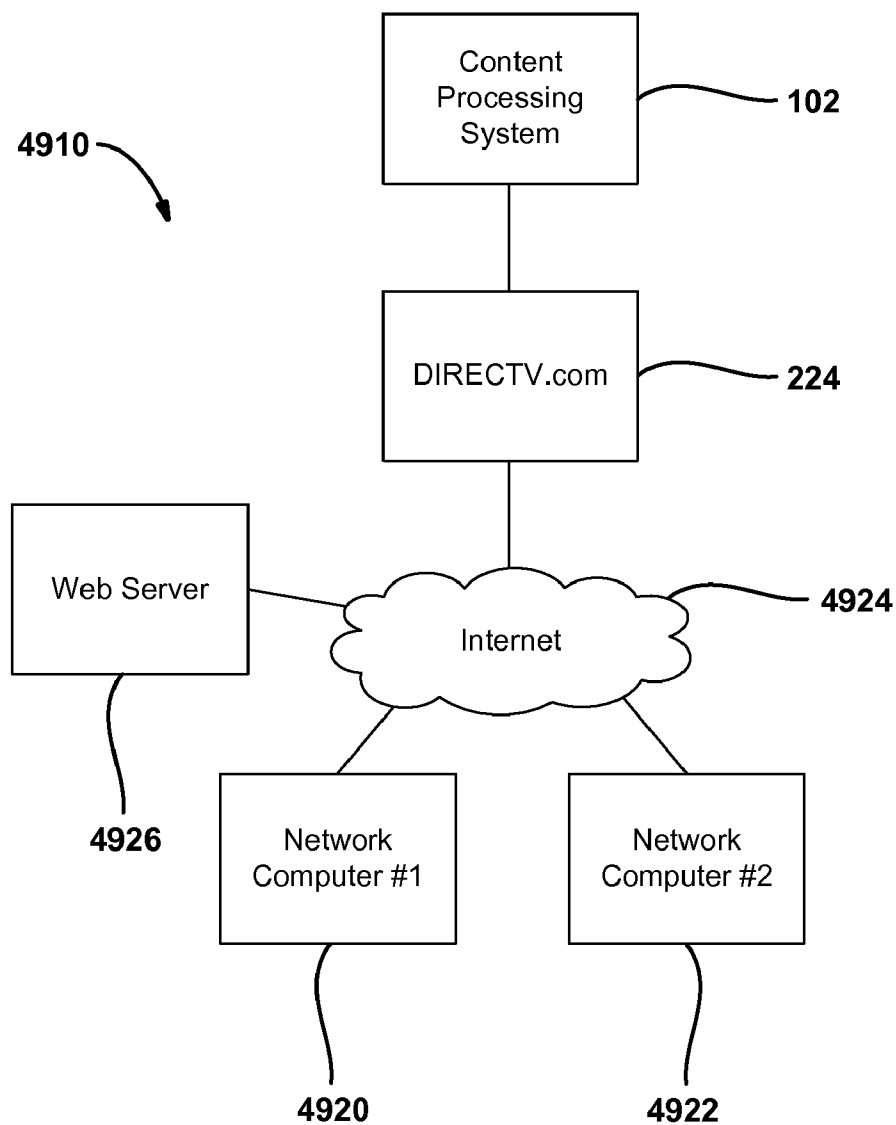 Content
Processing
System
102
4910
DIRECTV.com
224
Web Server
4924
Internet
4926
Network
Computer #1
Network
Computer #2
4920
4922